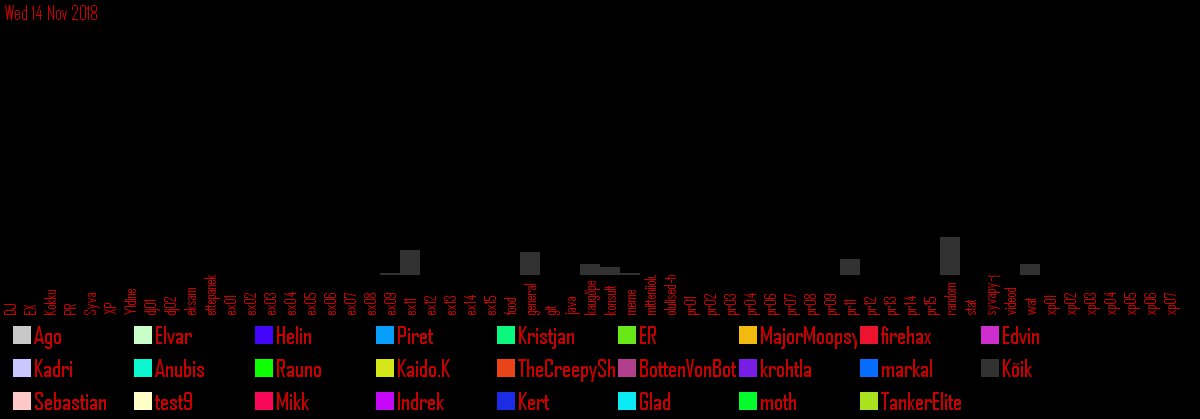 Wed 14 Nov 2018
DJ EX Kokku PR Syva XP Yldine dj01 dj02 eksam ettepanek ex01 ex02 ex03 ex04 ex05 ex06 ex07 ex08 ex09 ex11 ex12 ex13 ex14 ex15 food general git java kaugõpe konsult meme olulised-t pr01 pr02 pr03 pr04 pr06 pr07 pr08 pr09 pr11 pr12 pr13 pr14 pr15 random stat syvapy-t videod wat xp01 xp02 xp03 xp04 xp05 xp06 xp07
Ago Elvar Helin Piret Kristjan ER MajorMoopsy firehax Edvin
Kadri Anubis Rauno Kaido.K TheCreepySh BottenVonBot krohtla markal Kõik
Sebastian test9 Mikk Indrek Kert Glad moth TankerElite